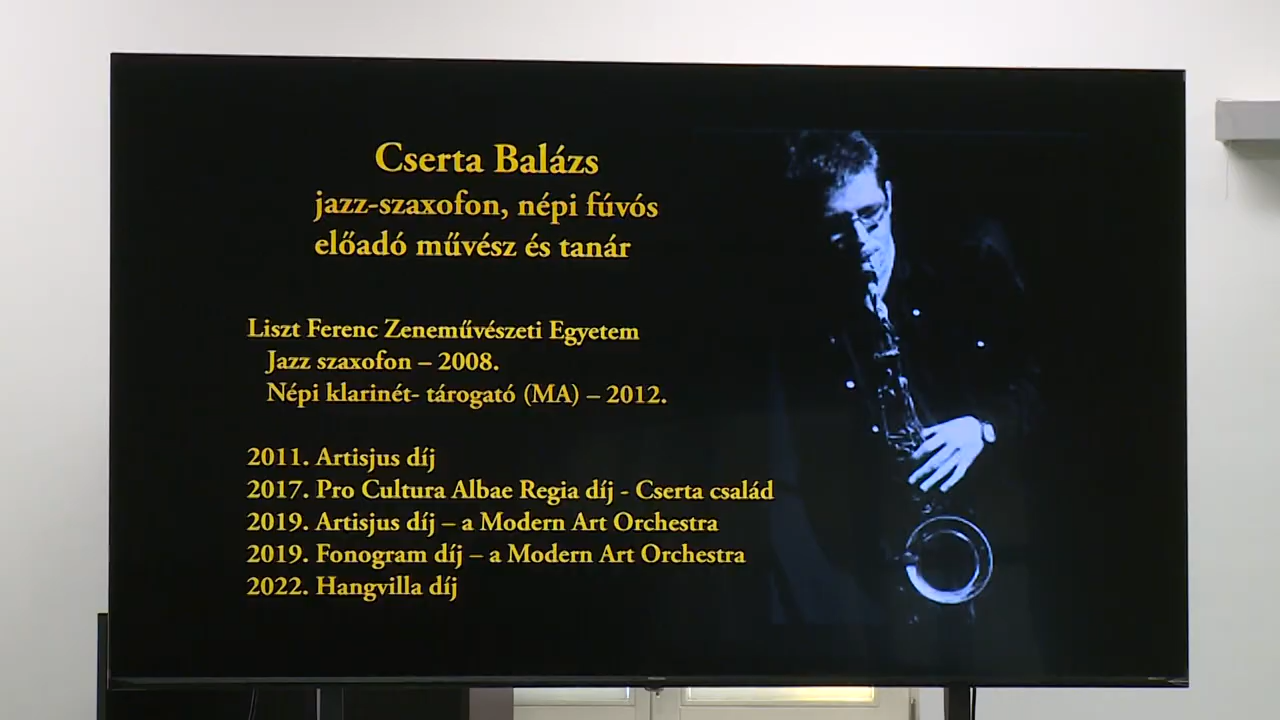 Cserta Balázs
jazz-szaxofon, népi fúvós
előadó művész és tanár
Liszt Ferenc Zeneművészeti Egyetem
Jazz szaxofon – 2008.
Népi klarinét- tárogató (MA) – 2012.
2011. Artisjus díj
2017. Pro Cultura Albae Regia díj - Cserta család
2019. Artisjus díj – a Modern Art Orchestra
2019. Fonogram díj – a Modern Art Orchestra
2022. Hangvilla díj